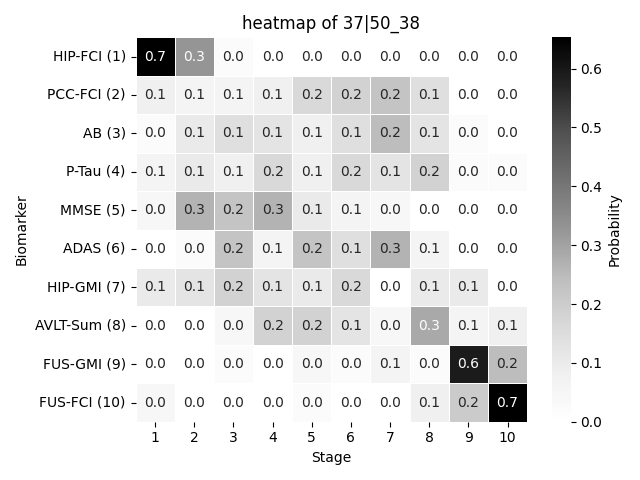 heatmap of 37|50_38
HIP-FCI (1) 0.7 0.3 0.0 0.0 0.0 0.0 0.0 0.0 0.0 0.0
PCC-FCI (2) 0.1 0.1 0.1 0.1 0.2 0.2 0.2 0.1 0.0 0.0
AB (3) 0.0 0.1 0.1 0.1 0.1 0.1 0.2 0.1 0.0 0.0
P-Tau (4) 0.1 0.1 0.1 0.2 0.1 0.2 0.1 0.2 0.0 0.0
MMSE (5) 0.0 0.3 0.2 0.3 0.1 0.1 0.0 0.0 0.0 0.0
ADAS (6) 0.0 0.0 0.2 0.1 0.2 0.1 0.3 0.1 0.0 0.0
HIP-GMI (7) 0.1 0.1 0.2 0.1 0.1 0.2 0.0 0.1 0.1 0.0
AVLT-Sum (8) 0.0 0.0 0.0 0.2 0.2 0.1 0.0 0.3 0.1 0.1
FUS-GMI (9) 0.0 0.0 0.0 0.0 0.0 0.0 0.1 0.0 0.6 0.2
FUS-FCI (10) 0.0 0.0 0.0 0.0 0.0 0.0 0.0 0.1 0.2 0.7
1 2 3 4 5 6 7 8 9 10
Stage
Biomarker
0.6
0.5
0.4
0.3
0.2
0.1
0.0
Probability